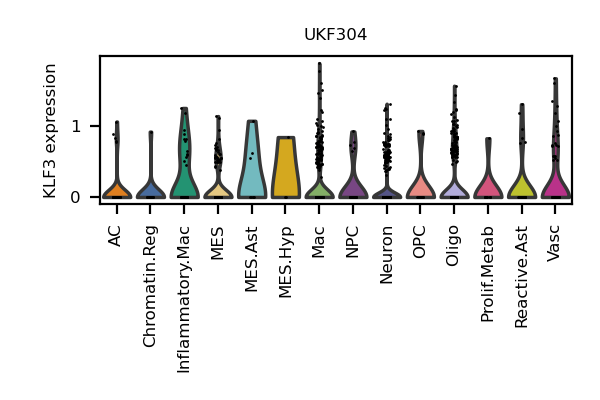 UKF304
KLF3 expression
1
0
AC
Chromatin.Reg
Inflammatory.Mac
MES
MES.Ast
MES.Hyp
Mac
NPC
Neuron
OPC
Oligo
Prolif.Metab
Reactive.Ast
Vasc